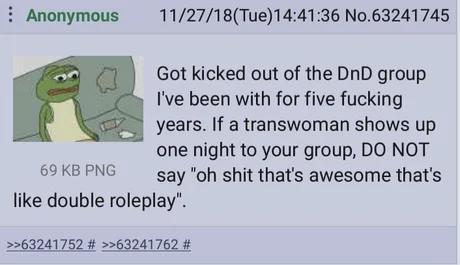 Anonymous 11/27/18(Tue)14:41:36 No.63241745
Got kicked out of the DnD group
I've been with for five fucking
years. If a transwoman shows up
one night to your group, DO NOT
69 KB PNG
say "oh shit that's awesome that's
like double roleplay".
>>63241752 # >>63241762 #